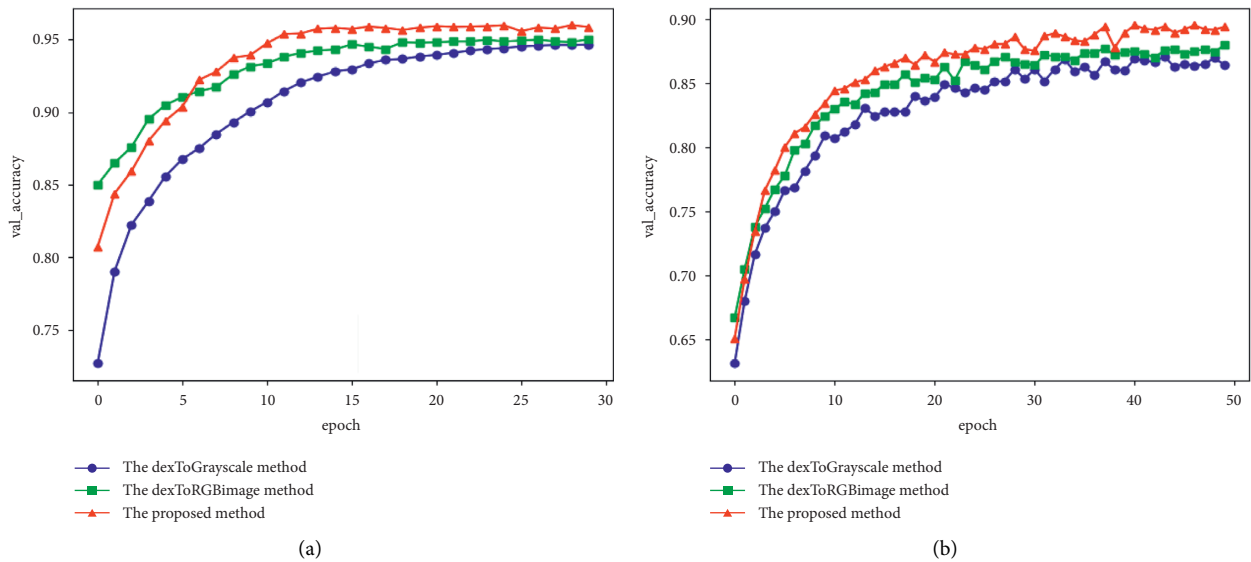 0.95
0.90
0.85
0.80
0.75
val_accuracy
0 5 10 15 20 25 30
epoch
The dexToGrayscale method
The dexToRGBimage method
The proposed method
(a)
0.90
0.85
0.80
0.75
0.70
0.65
val_accuracy
0 10 20 30 40 50
epoch
The dexToGrayscale method
The dexToRGBimage method
The proposed method
(b)